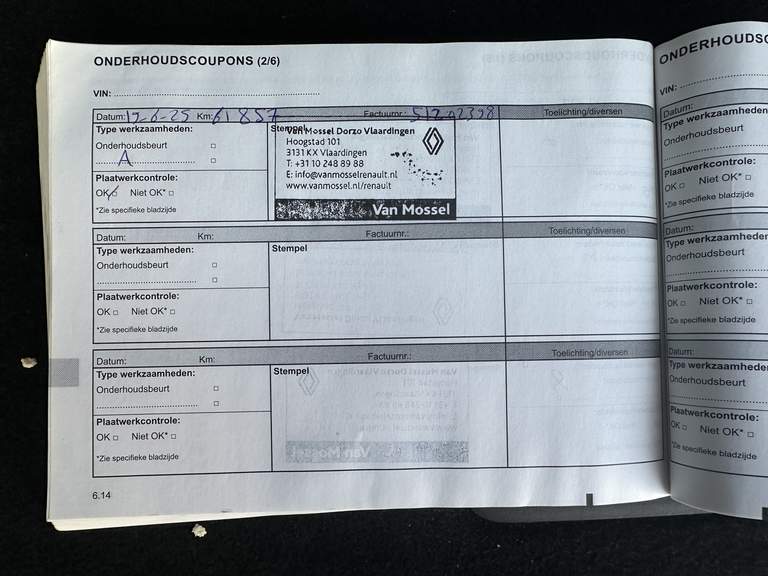 ONDERHOUDSCOUPONS (2/6)
VIN:
Datum: 19-6-25 Km: 61857 Factuurnr.: 51202398 Toelichting/diversen
Type werkzaamheden:
Onderhoudsbeurt
A
Plaatwerkcontrole:
OK Niet OK*
*Zie specifieke bladzijde
Stempel
Van Mossel Dorzo Vlaardingen
Hoogstad 101
3131 KX Vlaardingen
T: +31 10 248 89 88
E: info@vanmosselrenault.nl
www.vanmossel.nl/renault
Van Mossel
Datum: Km: Factuurnr.: Toelichting/diversen
Type werkzaamheden:
Onderhoudsbeurt
Plaatwerkcontrole:
OK Niet OK*
*Zie specifieke bladzijde
Stempel
Datum: Km: Factuurnr.: Toelichting/diversen
Type werkzaamheden:
Onderhoudsbeurt
Plaatwerkcontrole:
OK Niet OK*
*Zie specifieke bladzijde
Stempel
6.14
ONDERHOUDSC
VIN:
Datum:
Type werkzaamheden
Onderhoudsbeurt
Plaatwerkcontrole:
OK Niet OK*
*Zie specifieke bladzijde
Datum:
Type werkzaamheden
Onderhoudsbeurt
Plaatwerkcontrole:
OK Niet OK*
*Zie specifieke bladzijde
Datum:
Type werkzaamheden
Onderhoudsbeurt
Plaatwerkcontrole:
OK Niet OK*
*Zie specifieke bladzijde